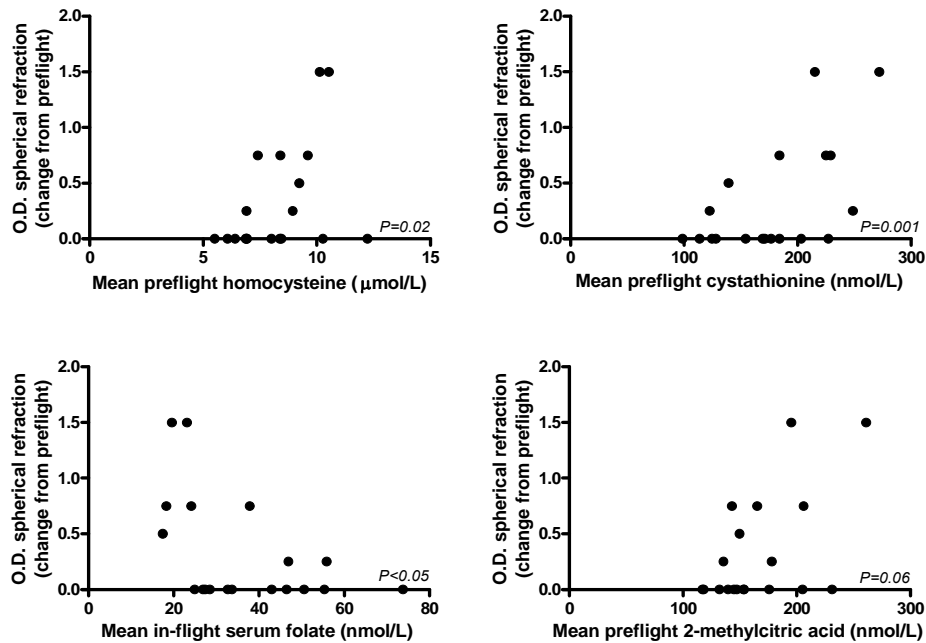 O.D. spherical refraction
(change from preflight)
2.0
1.5
1.0
0.5
0.0
0
5
10
15
P=0.02
Mean preflight homocysteine (μmol/L)
O.D. spherical refraction
(change from preflight)
2.0
1.5
1.0
0.5
0.0
0
100
200
300
P=0.001
Mean preflight cystathionine (nmol/L)
O.D. spherical refraction
(change from preflight)
2.0
1.5
1.0
0.5
0.0
0
20
40
60
80
P<0.05
Mean in-flight serum folate (nmol/L)
O.D. spherical refraction
(change from preflight)
2.0
1.5
1.0
0.5
0.0
0
100
200
300
P=0.06
Mean preflight 2-methylcitric acid (nmol/L)